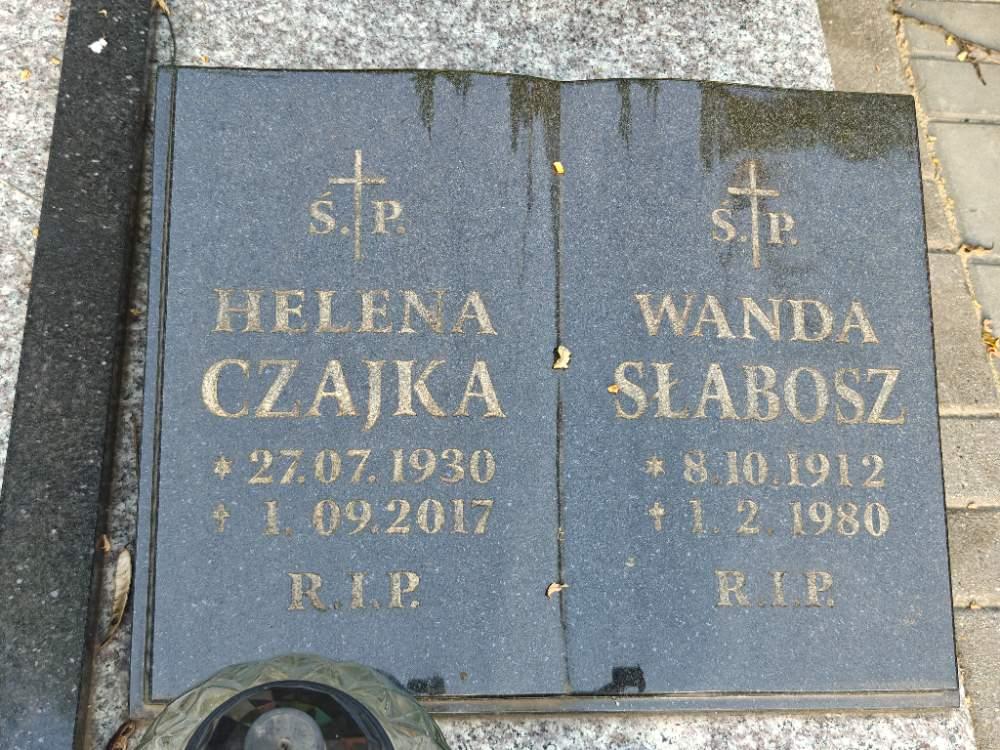 Ś. P.
HELENA
CZAJKA
* 27.07.1930
✝ 1.09.2017
R.I.P.
Ś. P.
WANDA
SŁABOSZ
* 8.10.1912
✝ 1.2.1980
R.I.P.